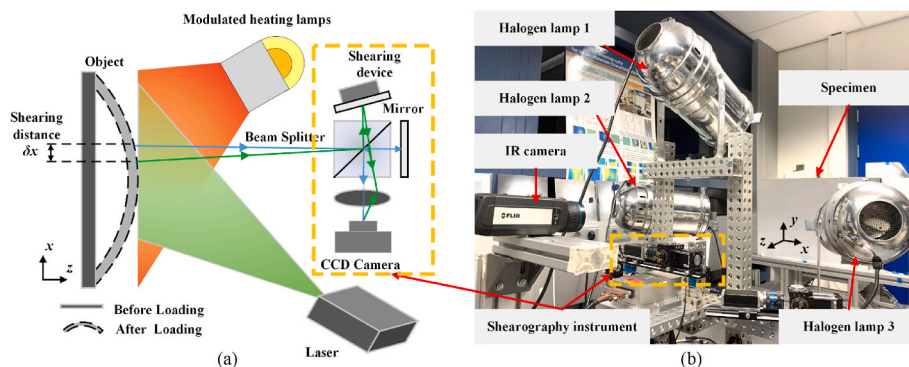 Modulated heating lamps
Object
Shearing
device
Mirror
Shearing
distance
δx
Beam Splitter
CCD Camera
x
z
Before Loading
After Loading
Laser
(a)
Halogen lamp 1
Halogen lamp 2
IR camera
Specimen
FLIR
y
z
x
Shearography instrument
Halogen lamp 3
(b)